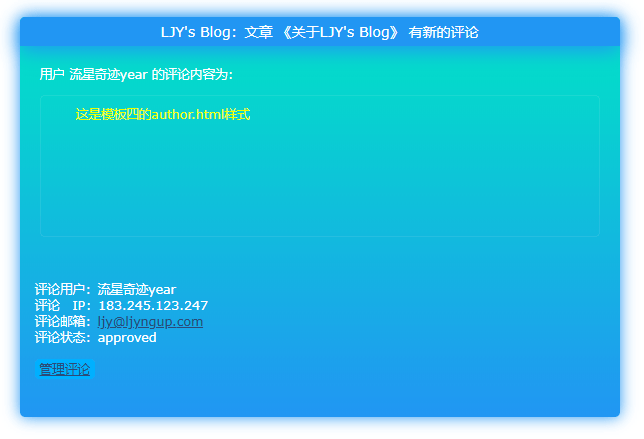 LJY's Blog：文章 《关于LJY's Blog》 有新的评论
用户 流星奇迹year 的评论内容为：
这是模板四的author.html样式
评论用户：流星奇迹year
评论　IP：183.245.123.247
评论邮箱：ljy@ljyngup.com
评论状态：approved
管理评论